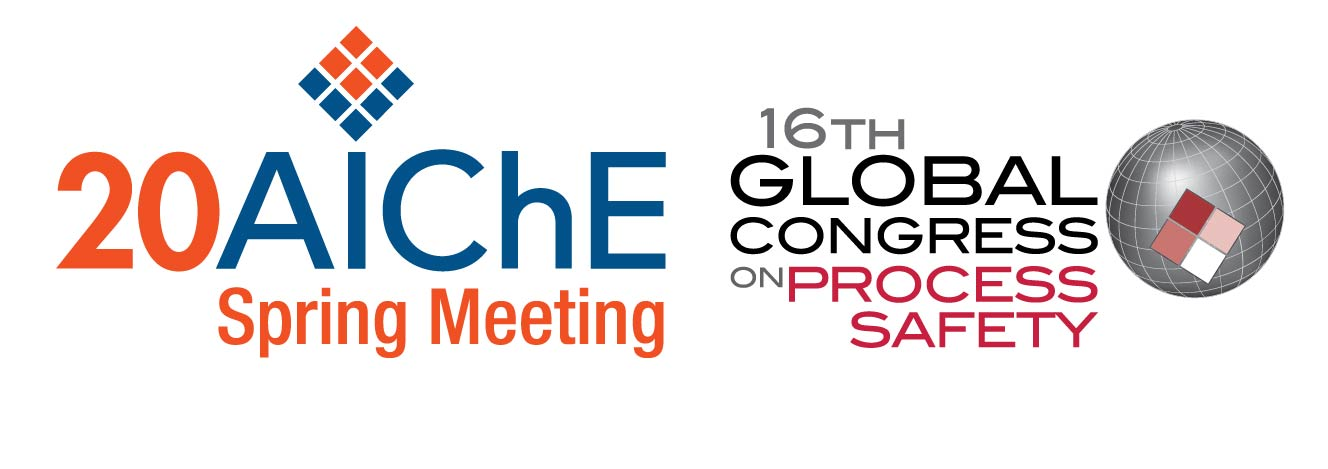 20AIChE
Spring Meeting
16TH
GLOBAL
CONGRESS
ON PROCESS
SAFETY